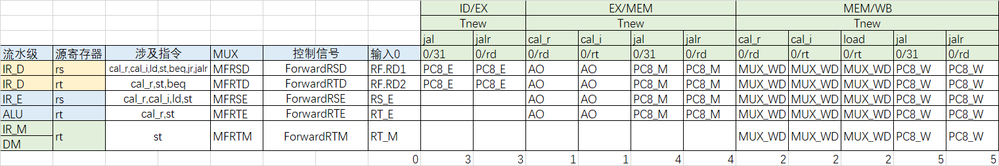 ID/EX EX/MEM MEM/WB
Tnew Tnew Tnew
jal jalr cal_r cal_i jal jalr cal_r cal_i load jal jalr
流水级 源寄存器 涉及指令 MUX 控制信号 输入0 0/31 0/rd 0/rd 0/rt 0/31 0/rd 0/rd 0/rt 0/rt 0/31 0/rd
IR_D rs cal_r,cal_i,ld,st,beq,jr,jalr MFRSD ForwardRSD RF.RD1 PC8_E PC8_E AO AO PC8_M PC8_M MUX_WD MUX_WD MUX_WD PC8_W PC8_W
IR_D rt cal_r,st,beq MFRTD ForwardRTD RF.RD2 PC8_E PC8_E AO AO PC8_M PC8_M MUX_WD MUX_WD MUX_WD PC8_W PC8_W
IR_E rs cal_r,cal_i,ld,st MFRSE ForwardRSE RS_E AO AO PC8_M PC8_M MUX_WD MUX_WD MUX_WD PC8_W PC8_W
ALU rt cal_r,st MFRTE ForwardRTE RT_E AO AO PC8_M PC8_M MUX_WD MUX_WD MUX_WD PC8_W PC8_W
IR_M
DM
rt st MFRTM ForwardRTM RT_M MUX_WD MUX_WD MUX_WD PC8_W PC8_W
0 3 3 1 1 4 4 2 2 2 5 5